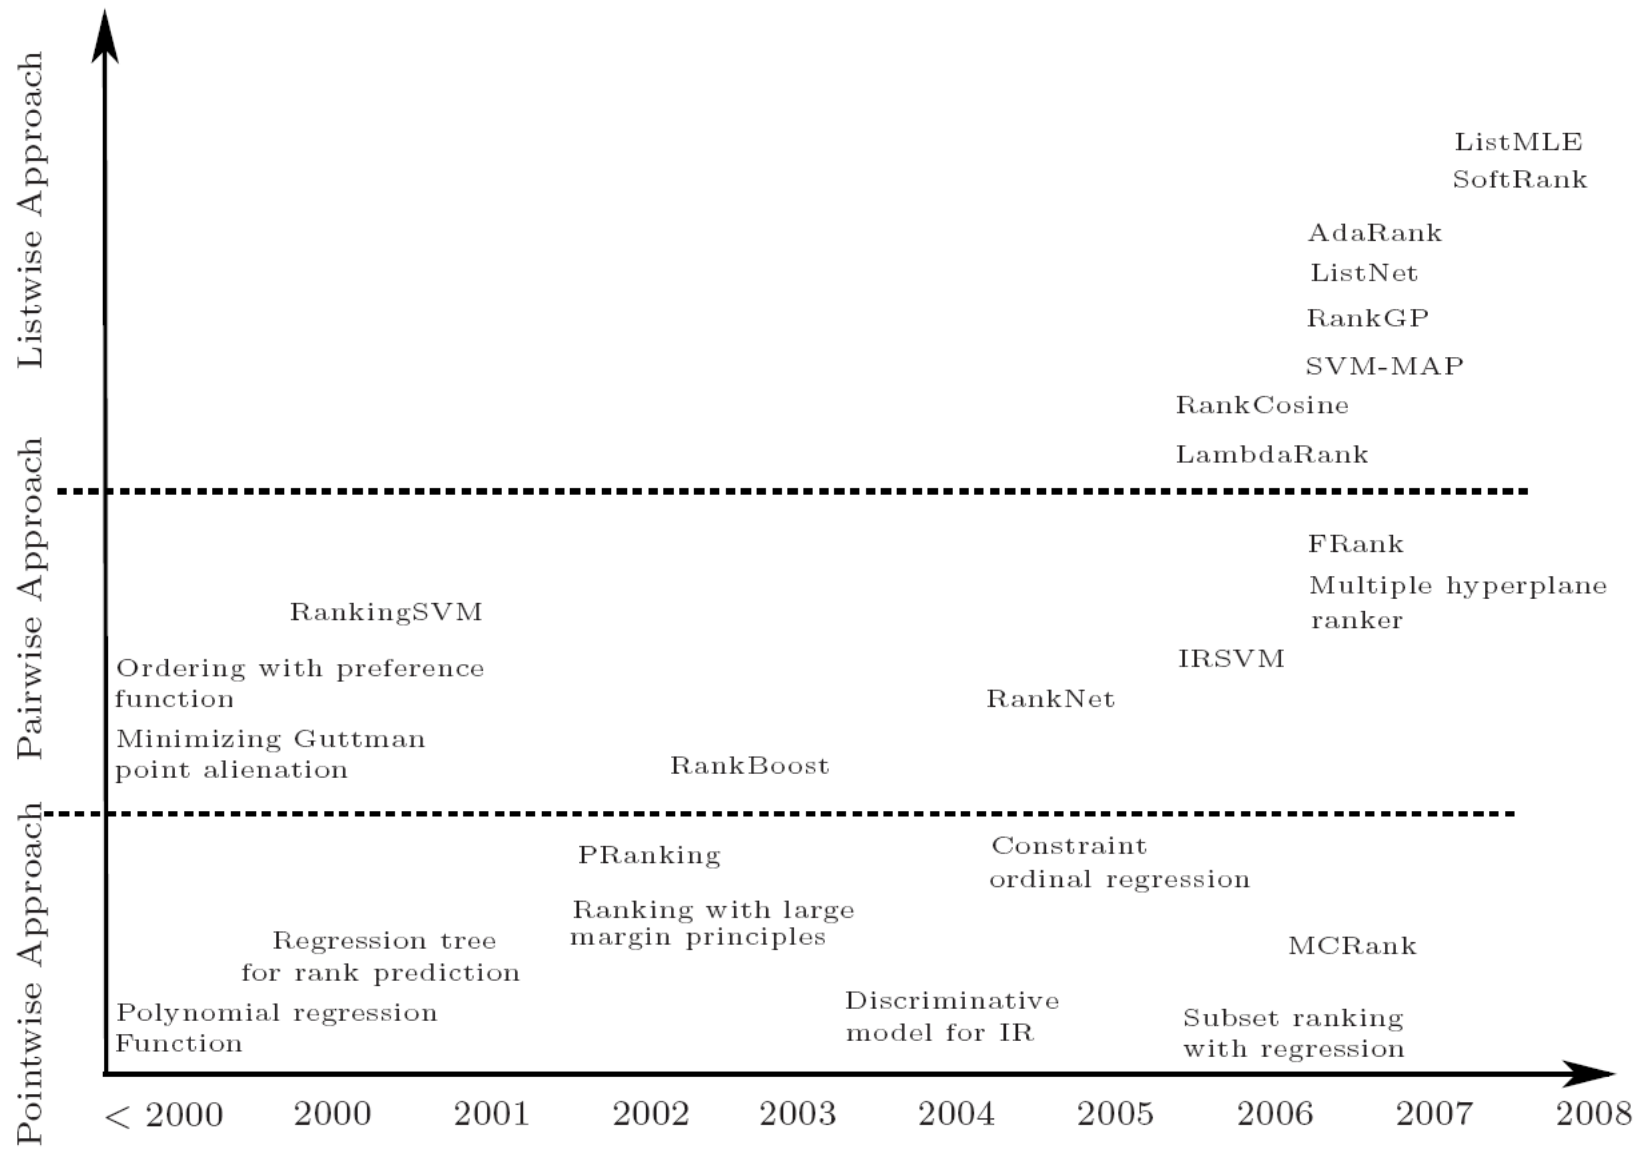 Listwise Approach
ListMLE
SoftRank
AdaRank
ListNet
RankGP
SVM-MAP
RankCosine
LambdaRank
Pairwise Approach
FRank
Multiple hyperplane
ranker
RankingSVM
IRSVM
Ordering with preference
function
RankNet
Minimizing Guttman
point alienation
RankBoost
Pointwise Approach
Constraint
ordinal regression
PRanking
Ranking with large
margin principles
Regression tree
for rank prediction
MCRank
Discriminative
model for IR
Polynomial regression
Function
Subset ranking
with regression
< 2000 2000 2001 2002 2003 2004 2005 2006 2007 2008